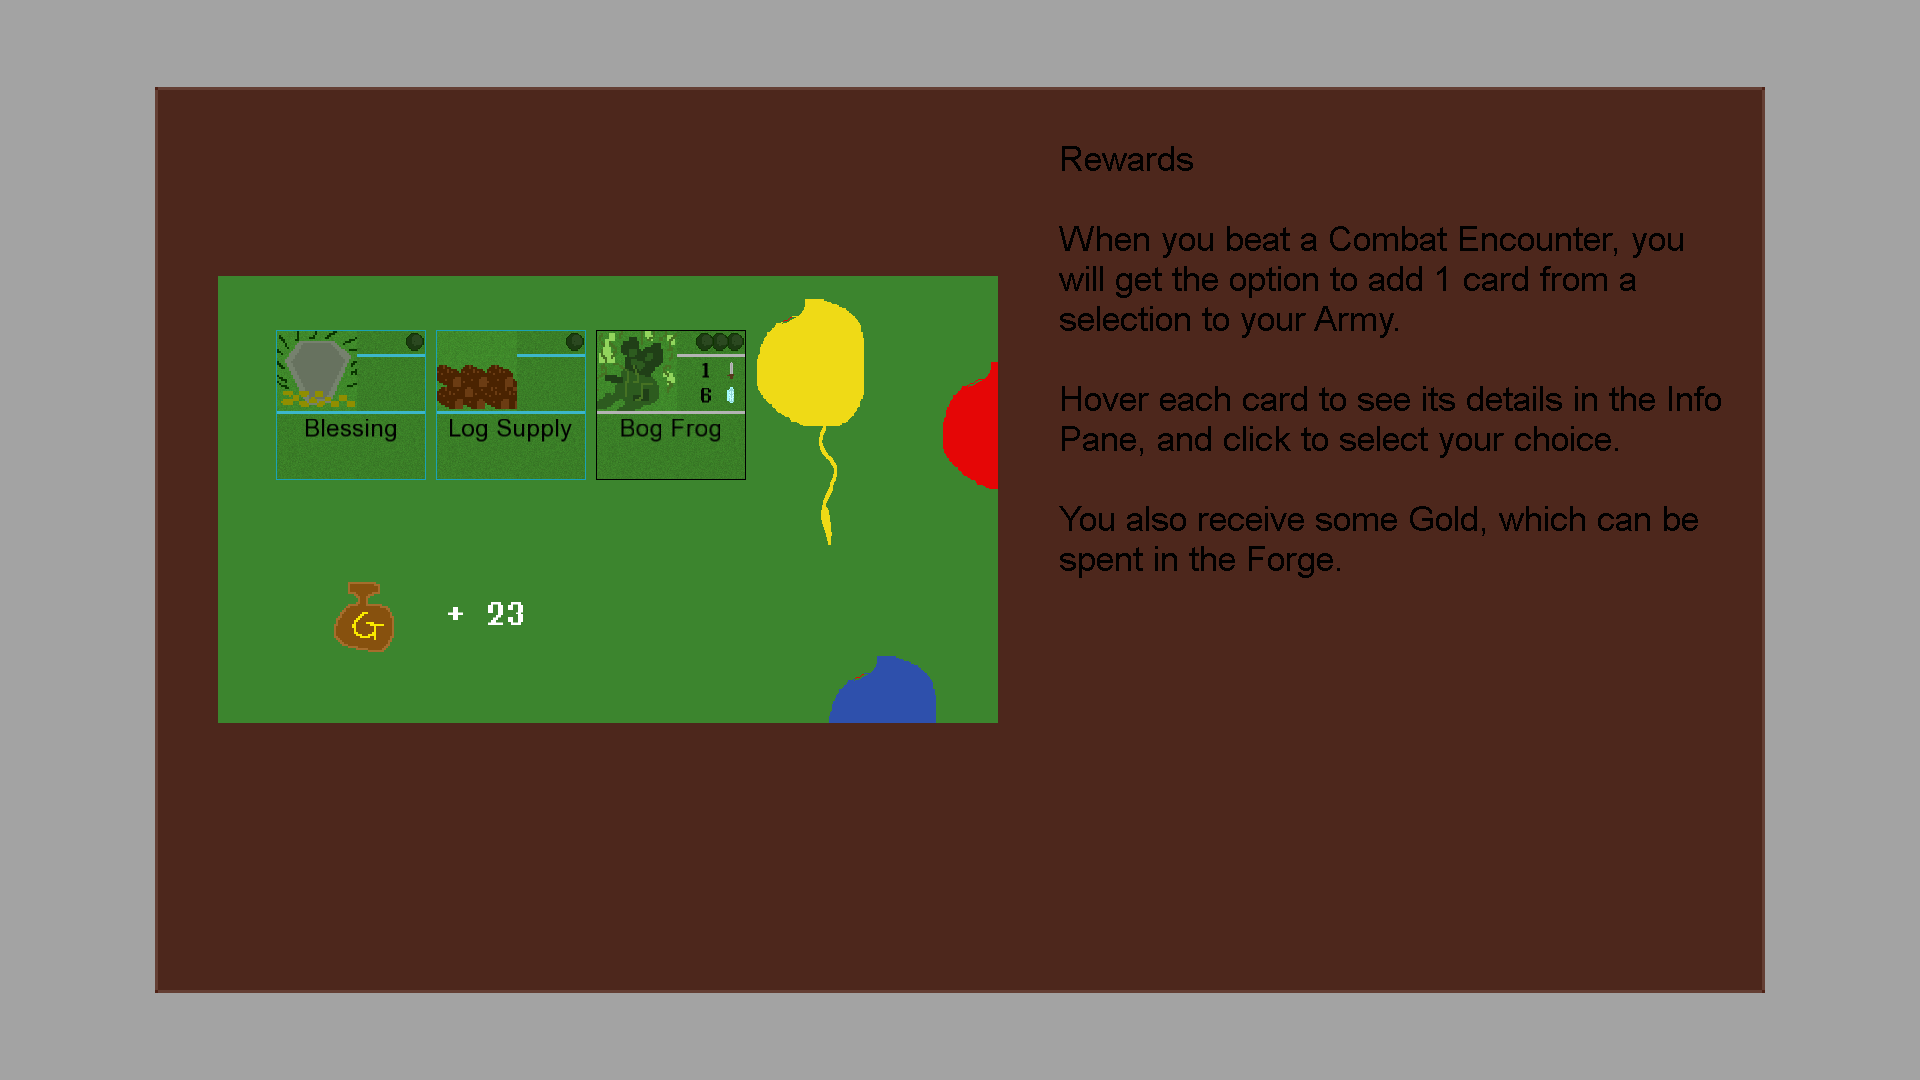 Rewards
When you beat a Combat Encounter, you
will get the option to add 1 card from a
selection to your Army.
Hover each card to see its details in the Info
Pane, and click to select your choice.
You also receive some Gold, which can be
spent in the Forge.
1
6
Blessing
Log Supply
Bog Frog
G
+ 23